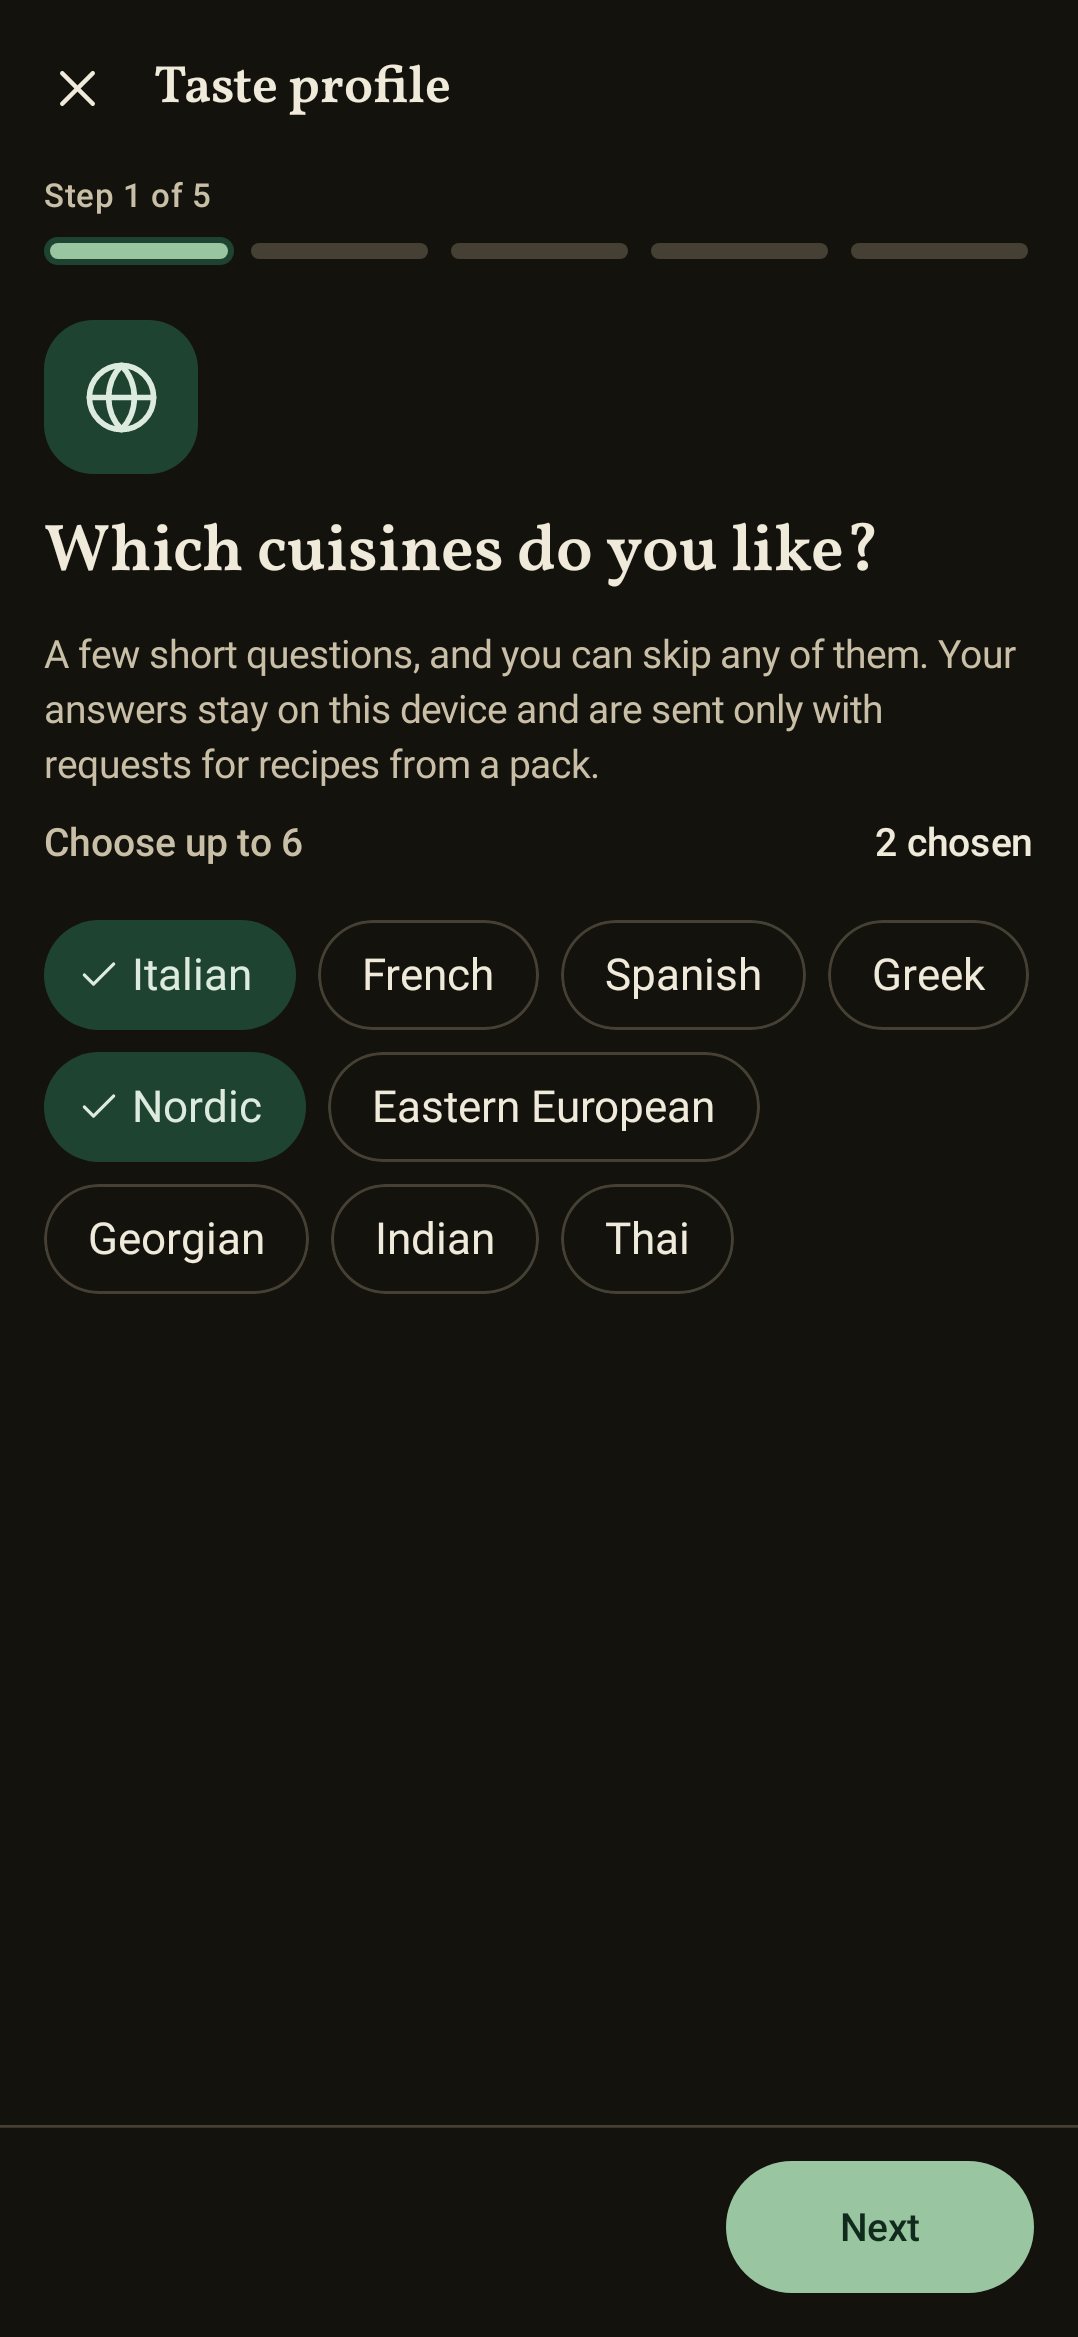 Taste profile
Step 1 of 5
Which cuisines do you like?
A few short questions, and you can skip any of them. Your
answers stay on this device and are sent only with
requests for recipes from a pack.
Choose up to 6 2 chosen
Italian French Spanish Greek
Nordic Eastern European
Georgian Indian Thai
Next